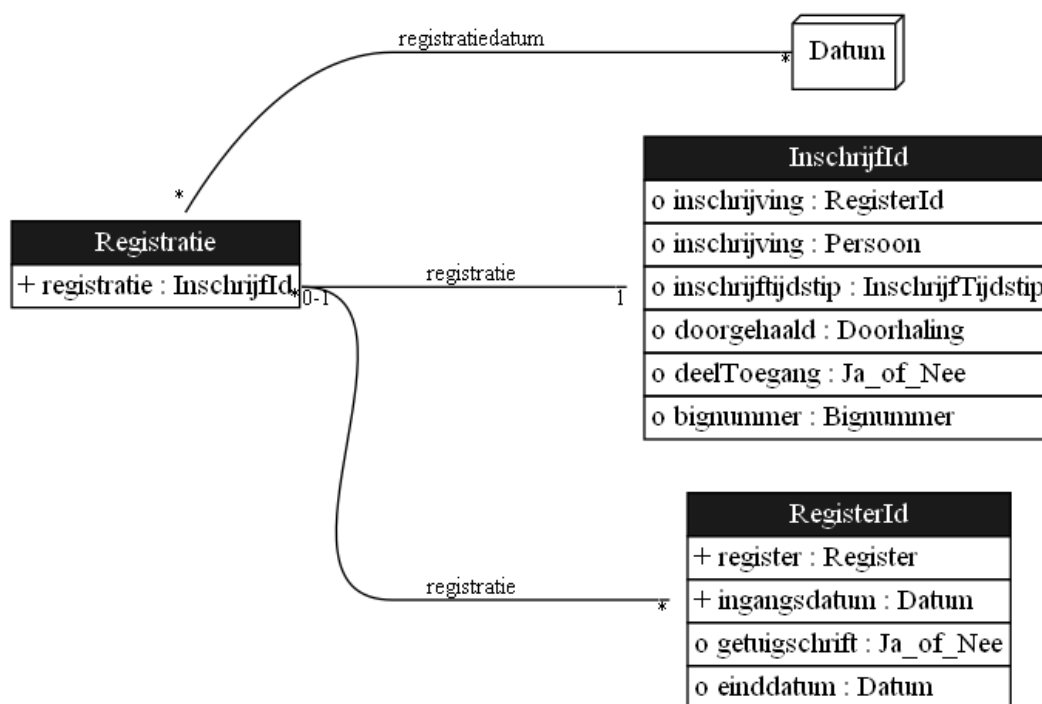 registratiedatum
*
*
Datum
InschrijfId
o inschrijving : RegisterId
o inschrijving : Persoon
o inschrijftijdstip : InschrijfTijdstip
o doorgehaald : Doorhaling
o deelToegang : Ja_of_Nee
o bignummer : Bignummer
Registratie
+ registratie : InschrijfId
*
0-1
registratie
1
registratie
*
RegisterId
+ register : Register
+ ingangsdatum : Datum
o getuigschrift : Ja_of_Nee
o einddatum : Datum